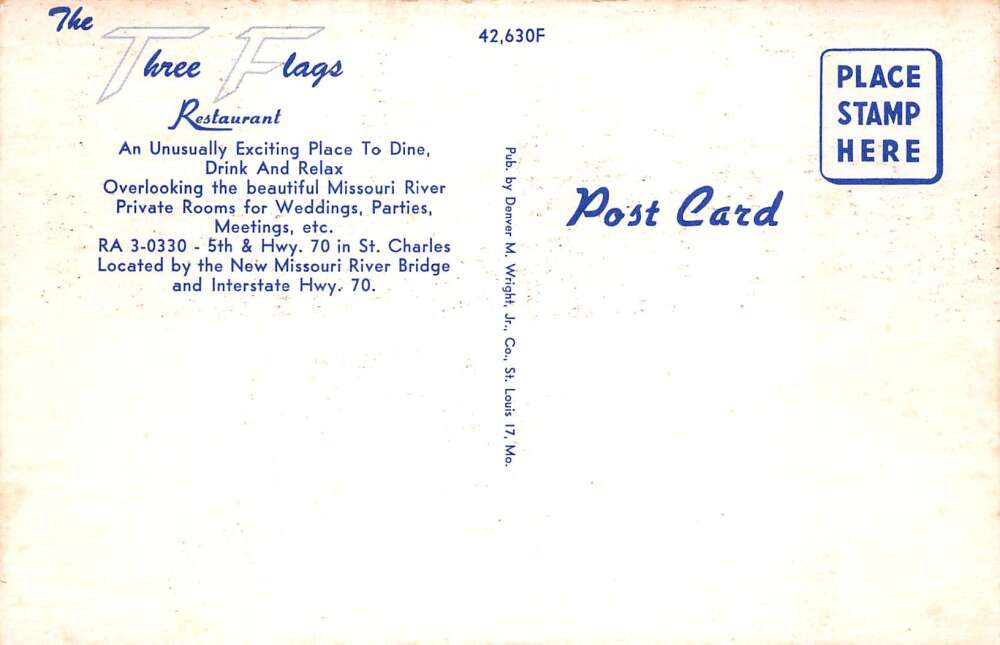 The
Three Flags
Restaurant
An Unusually Exciting Place To Dine,
Drink And Relax
Overlooking the beautiful Missouri River
Private Rooms for Weddings, Parties,
Meetings, etc.
RA 3-0330 - 5th & Hwy. 70 in St. Charles
Located by the New Missouri River Bridge
and Interstate Hwy. 70.
42,630F
Pub. by Denver M. Wright, Jr., Co., St. Louis 17, Mo.
Post Card
PLACE
STAMP
HERE